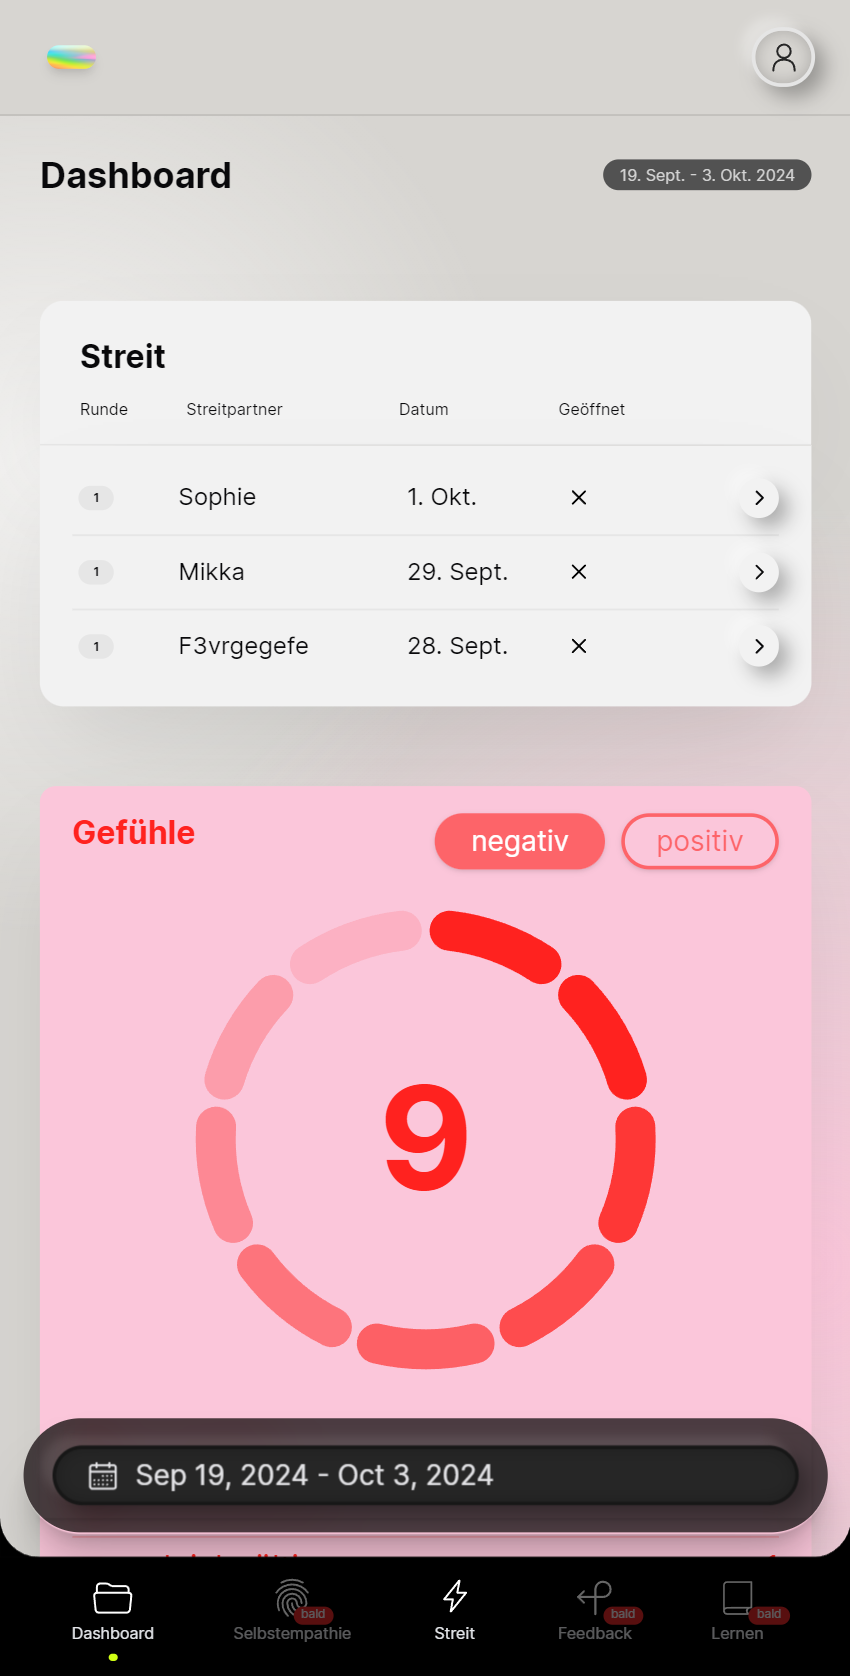 Dashboard
19. Sept. - 3. Okt. 2024
Streit
Runde Streitpartner Datum Geöffnet
1 Sophie 1. Okt.
1 Mikka 29. Sept.
1 F3vrgegefe 28. Sept.
Gefühle
negativ positiv
9
Sep 19, 2024 - Oct 3, 2024
bald bald bald
Dashboard Selbstempathie Streit Feedback Lernen